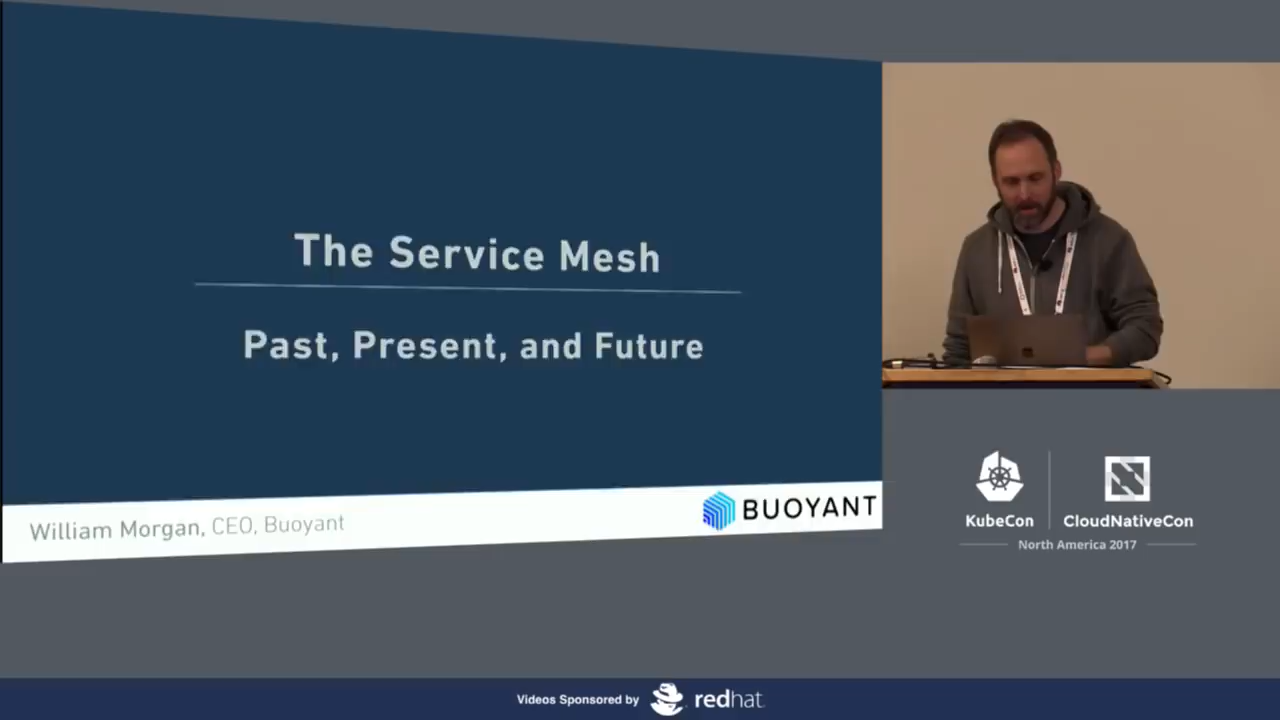 The Service Mesh
Past, Present, and Future
William Morgan, CEO, Buoyant
BUOYANT
KubeCon
CloudNativeCon
North America 2017
Videos Sponsored by
redhat